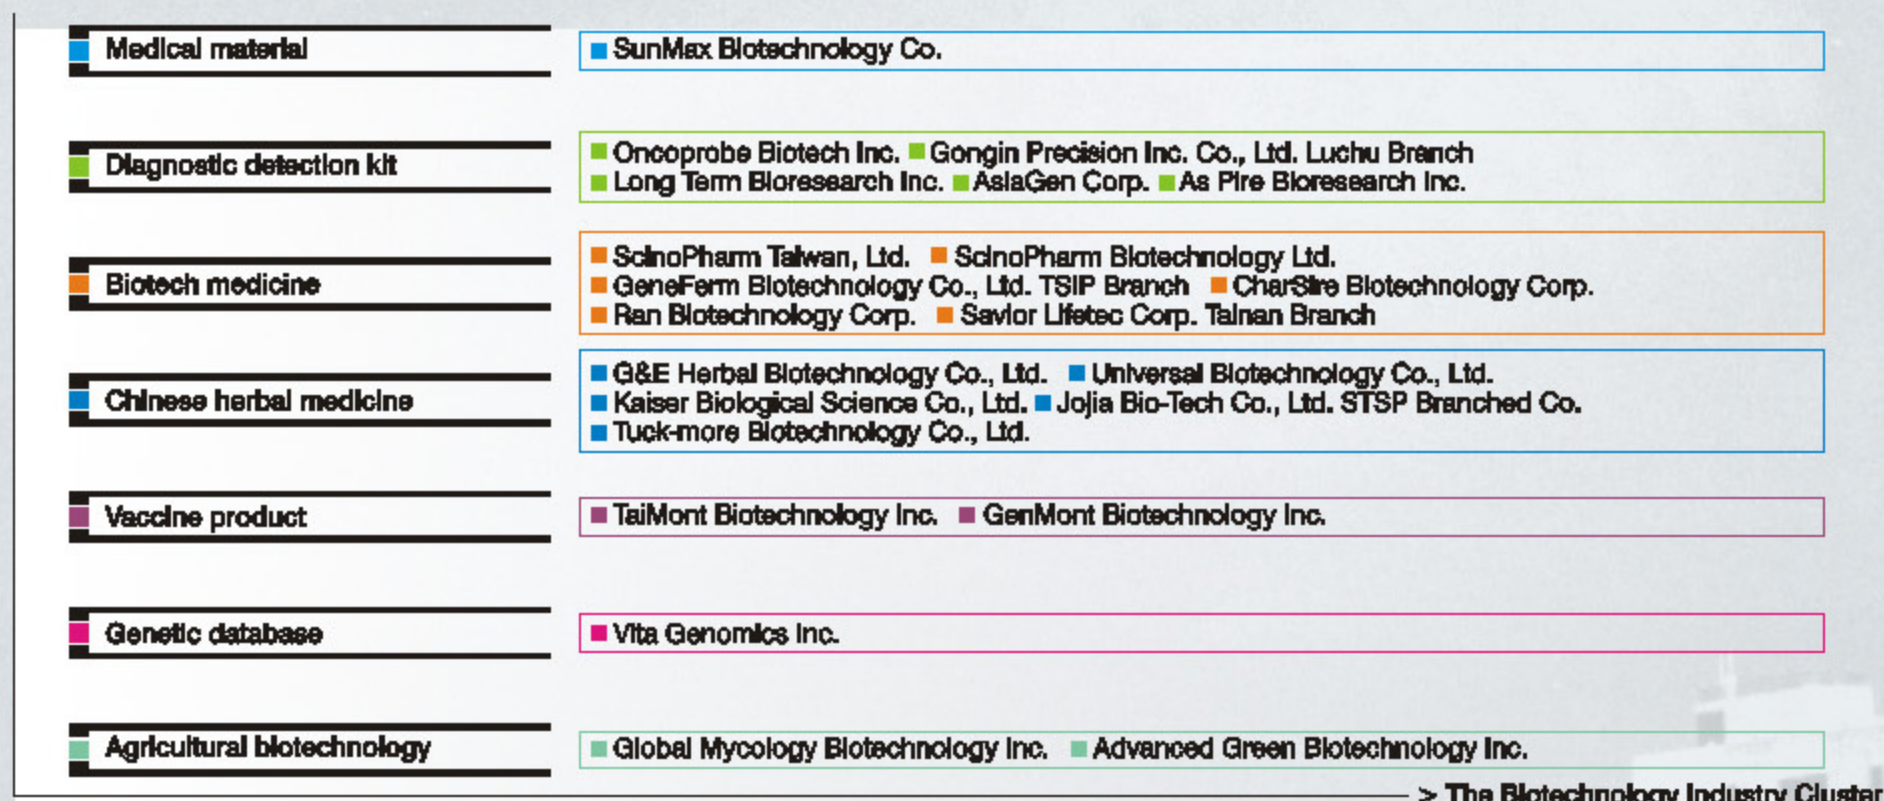 Medical material
SunMax Biotechnology Co.
Diagnostic detection kit
Oncoprobe Biotech Inc. Gongin Precision Inc. Co., Ltd. Luchu Branch
Long Term Bioresearch Inc. AsiaGen Corp. As Pire Bioresearch Inc.
Biotech medicine
ScinoPharm Taiwan, Ltd. ScinoPharm Biotechnology Ltd.
GeneFerm Biotechnology Co., Ltd. TSIP Branch CharSire Biotechnology Corp.
Ran Biotechnology Corp. Savior Lifetec Corp. Tainan Branch
Chinese herbal medicine
G&E Herbal Biotechnology Co., Ltd. Universal Biotechnology Co., Ltd.
Kaiser Biological Science Co., Ltd. Jojia Bio-Tech Co., Ltd. STSP Branched Co.
Tuck-more Biotechnology Co., Ltd.
Vaccine product
TaiMont Biotechnology Inc. GenMont Biotechnology Inc.
Genetic database
Vita Genomics Inc.
Agricultural biotechnology
Global Mycology Biotechnology Inc. Advanced Green Biotechnology Inc.
> The Biotechnology Industry Cluster